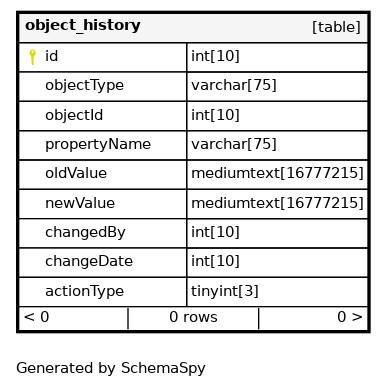 object_history [table]
id int[10]
objectType varchar[75]
objectId int[10]
propertyName varchar[75]
oldValue mediumtext[16777215]
newValue mediumtext[16777215]
changedBy int[10]
changeDate int[10]
actionType tinyint[3]
< 0 0 rows 0 >
Generated by SchemaSpy